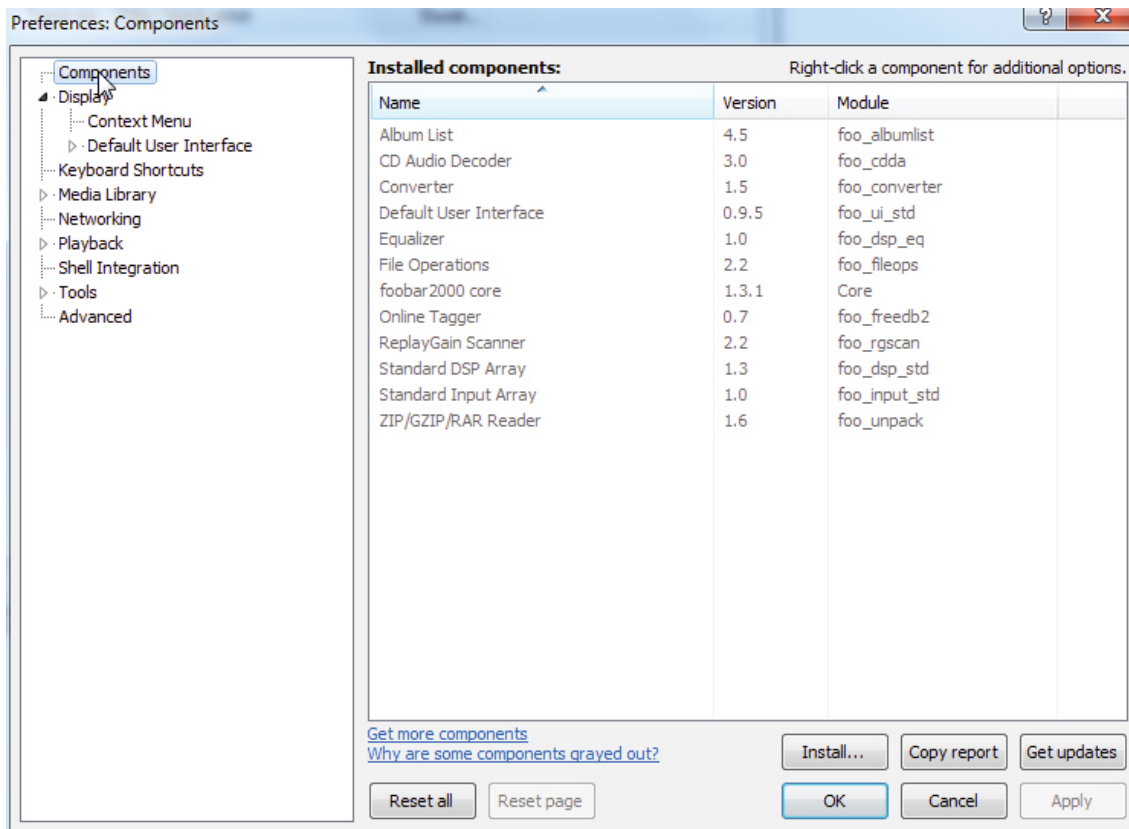 Preferences: Components
Components
Display
Context Menu
Default User Interface
Keyboard Shortcuts
Media Library
Networking
Playback
Shell Integration
Tools
Advanced
Installed components: Right-click a component for additional options.
Name Version Module
Album List 4.5 foo_albumlist
CD Audio Decoder 3.0 foo_cdda
Converter 1.5 foo_converter
Default User Interface 0.9.5 foo_ui_std
Equalizer 1.0 foo_dsp_eq
File Operations 2.2 foo_fileops
foobar2000 core 1.3.1 Core
Online Tagger 0.7 foo_freedb2
ReplayGain Scanner 2.2 foo_rgscan
Standard DSP Array 1.3 foo_dsp_std
Standard Input Array 1.0 foo_input_std
ZIP/GZIP/RAR Reader 1.6 foo_unpack
Get more components
Why are some components grayed out?
Install... Copy report Get updates
Reset all Reset page OK Cancel Apply